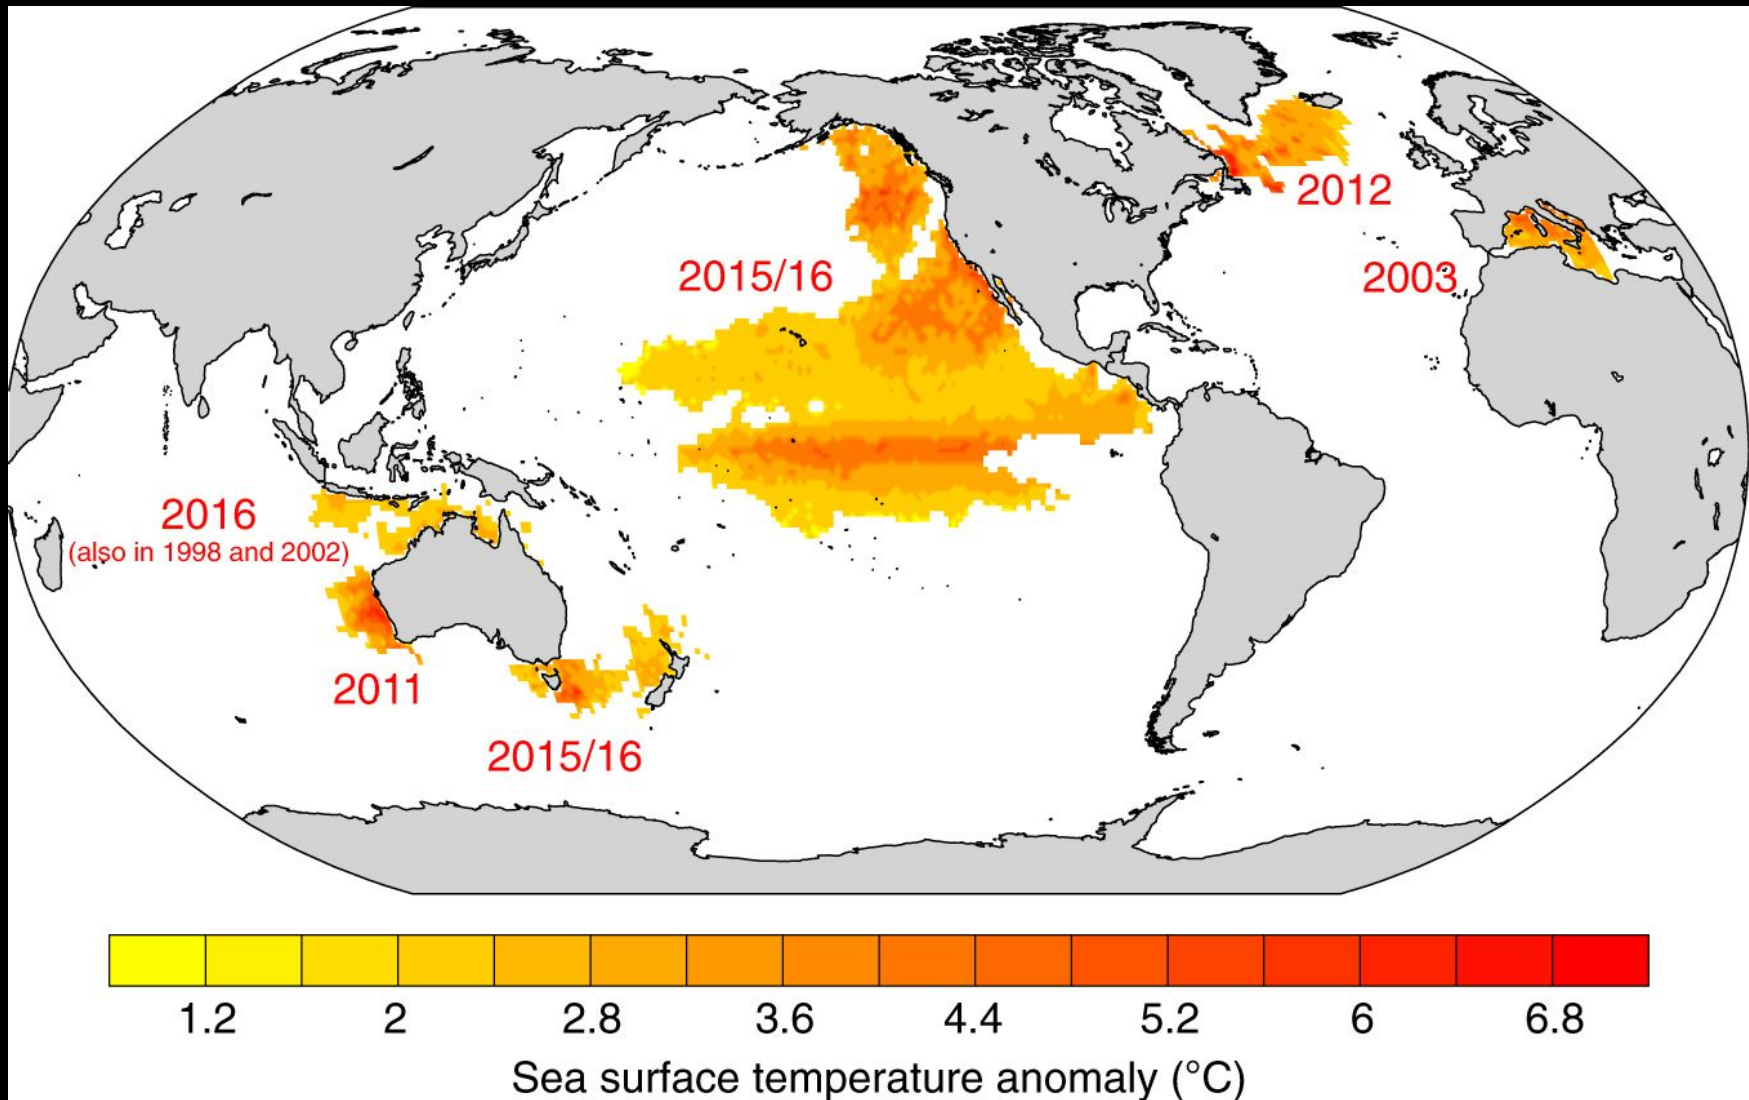 2012
2015/16
2003
2016
(also in 1998 and 2002)
2011
2015/16
1.2 2 2.8 3.6 4.4 5.2 6 6.8
Sea surface temperature anomaly (°C)